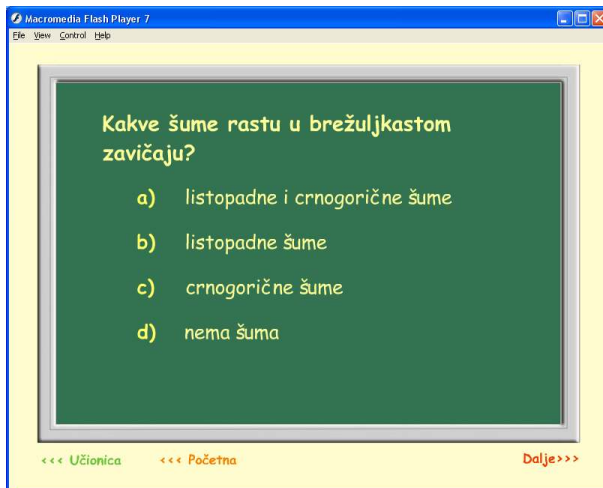 Macromedia Flash Player 7
File View Control Help
Kakve šume rastu u brežuljkastom
zavičaju?
a) listopadne i crnogorične šume
b) listopadne šume
c) crnogorične šume
d) nema šuma
<<< Učionica <<< Početna Dalje>>>